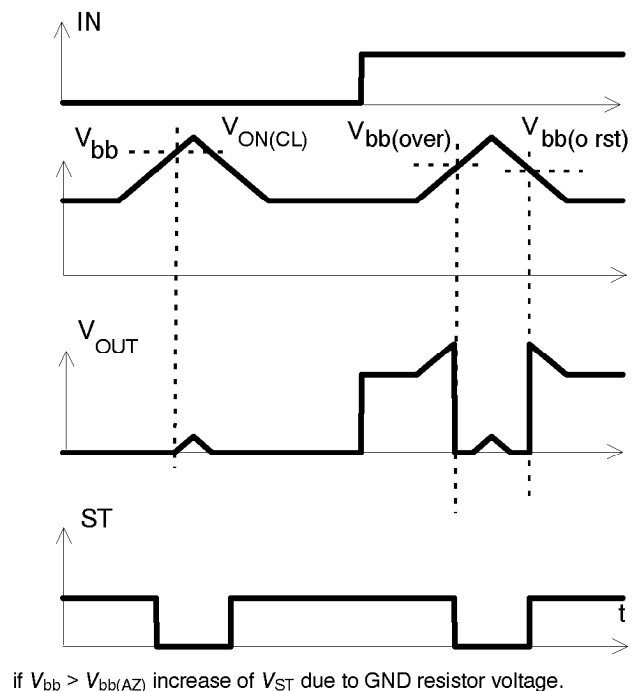 IN
V_bb
V_ON(CL)
V_bb(over)
V_bb(o rst)
V_OUT
ST
t
if V_bb > V_bb(AZ) increase of V_ST due to GND resistor voltage.